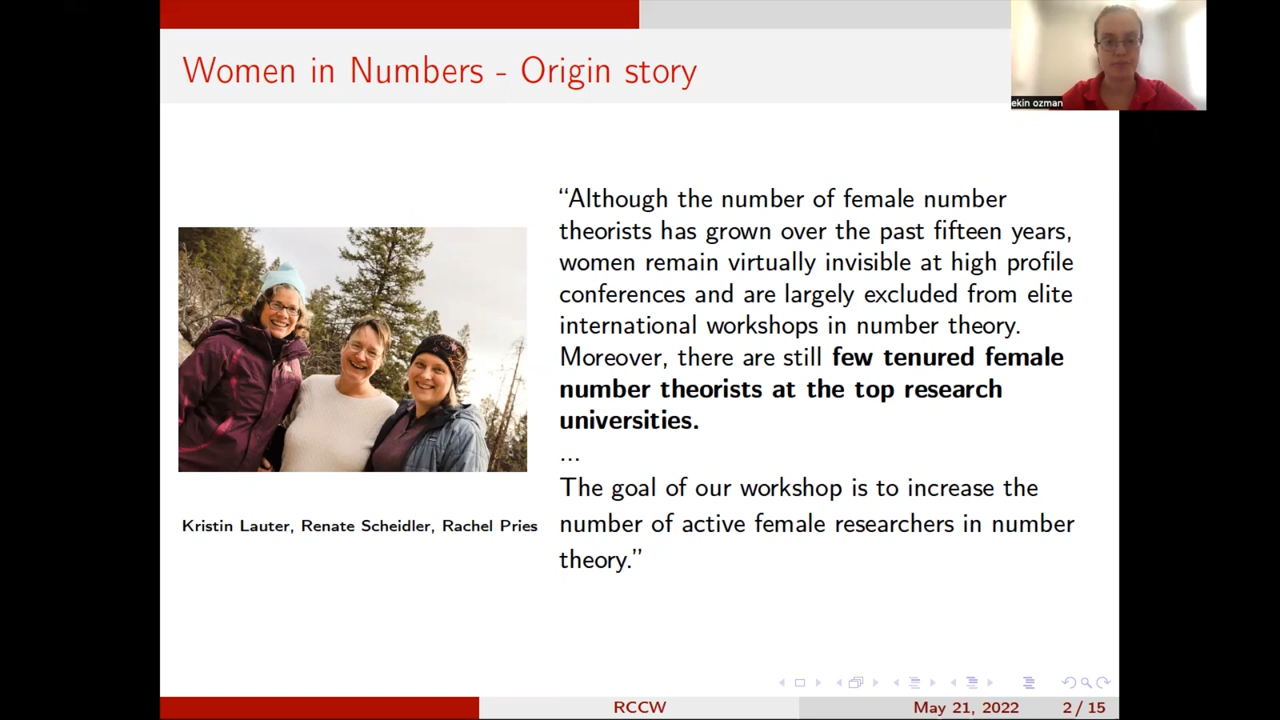 Women in Numbers - Origin story
ekin ozman
“Although the number of female number
theorists has grown over the past fifteen years,
women remain virtually invisible at high profile
conferences and are largely excluded from elite
international workshops in number theory.
Moreover, there are still few tenured female
number theorists at the top research
universities.
...
The goal of our workshop is to increase the
number of active female researchers in number
theory.”
Kristin Lauter, Renate Scheidler, Rachel Pries
RCCW
May 21, 2022
2 / 15